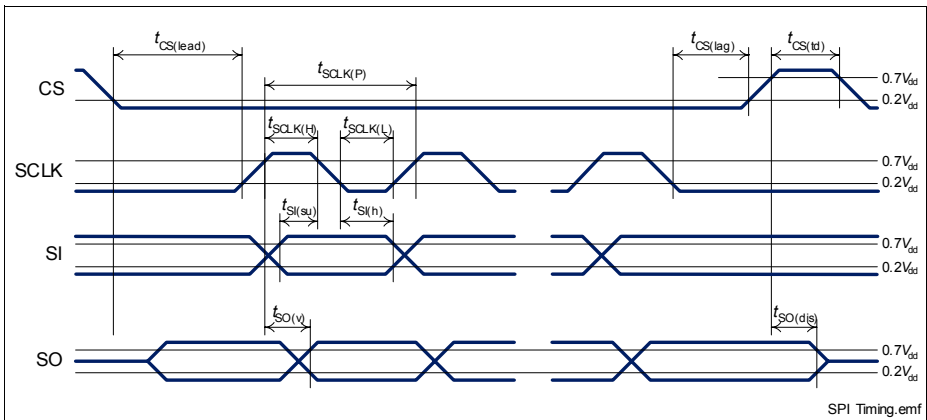 tCS(lead)
tCS(lag)
tCS(td)
tSCLK(P)
0.7Vdd
CS
0.2Vdd
tSCLK(H)
tSCLK(L)
0.7Vdd
SCLK
0.2Vdd
tSI(su)
tSI(h)
0.7Vdd
SI
0.2Vdd
tSO(v)
tSO(dis)
0.7Vdd
SO
0.2Vdd
SPI Timing.emf